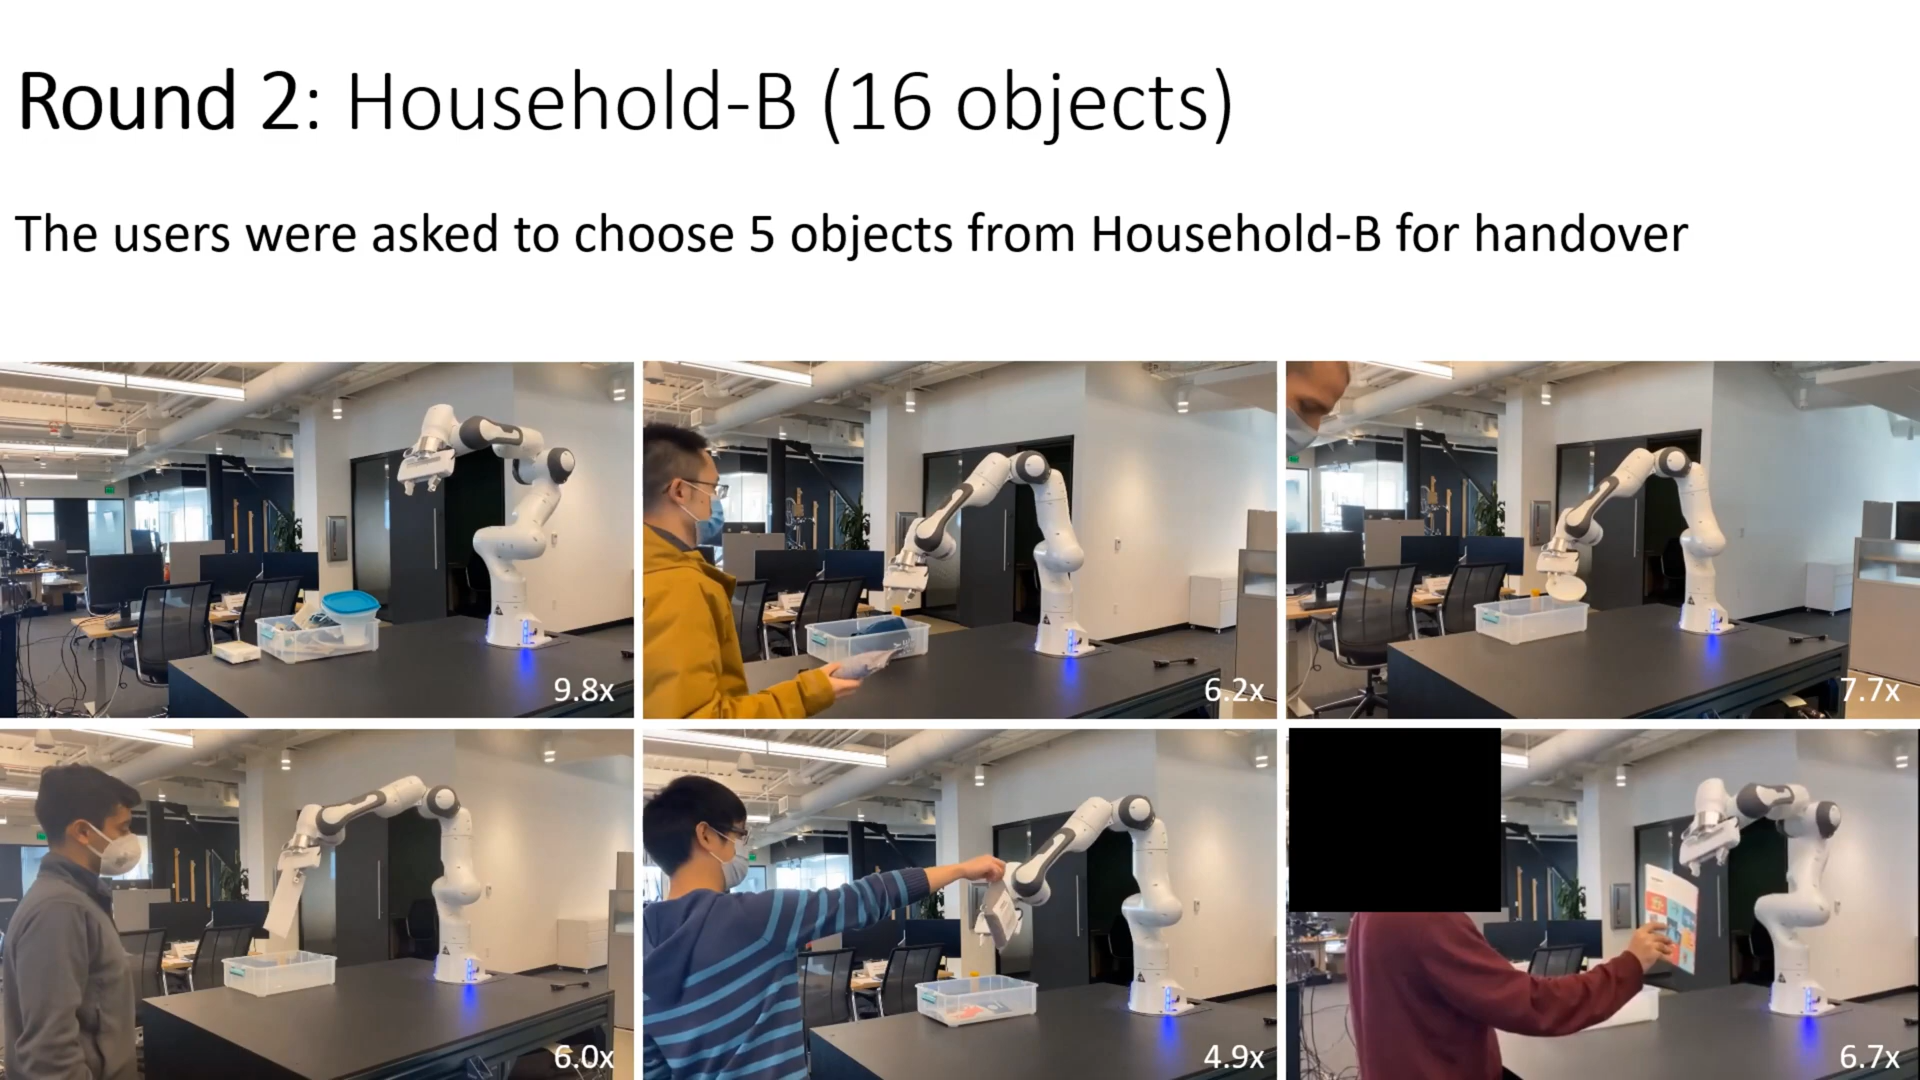 Round 2: Household-B (16 objects)
The users were asked to choose 5 objects from Household-B for handover
9.8x
6.2x
7.7x
6.0x
4.9x
6.7x